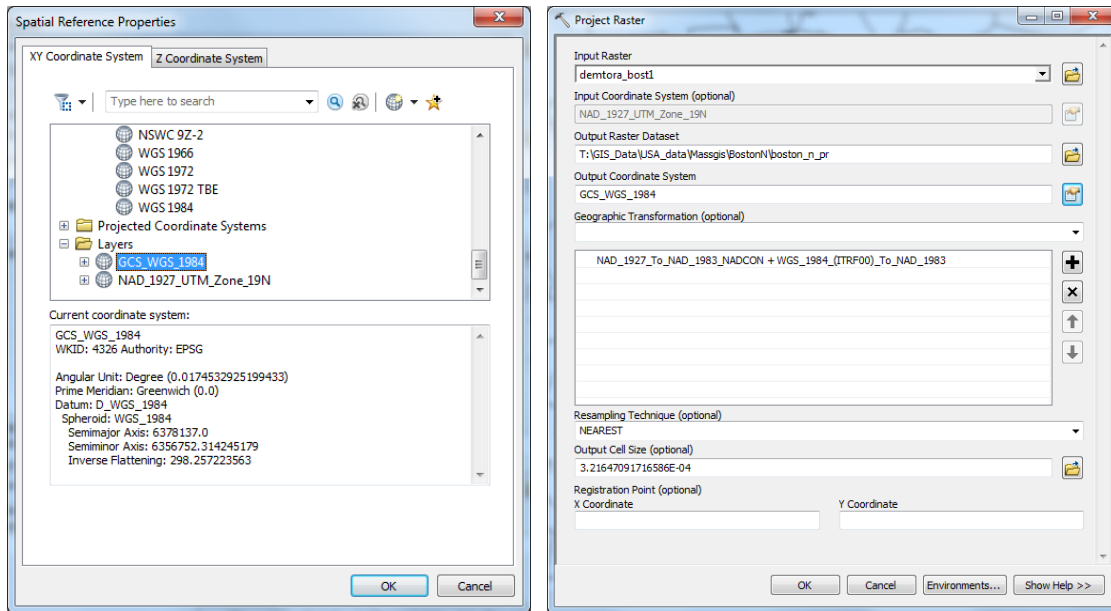 Spatial Reference Properties
XY Coordinate System
Z Coordinate System
Type here to search
NSWC 9Z-2
WGS 1966
WGS 1972
WGS 1972 TBE
WGS 1984
Projected Coordinate Systems
Layers
GCS_WGS_1984
NAD_1927_UTM_Zone_19N
Current coordinate system:
GCS_WGS_1984
WKID: 4326 Authority: EPSG
Angular Unit: Degree (0.0174532925199433)
Prime Meridian: Greenwich (0.0)
Datum: D_WGS_1984
Spheroid: WGS_1984
Semimajor Axis: 6378137.0
Semiminor Axis: 6356752.314245179
Inverse Flattening: 298.257223563
OK
Cancel
Project Raster
Input Raster
demtora_bost1
Input Coordinate System (optional)
NAD_1927_UTM_Zone_19N
Output Raster Dataset
T:\GIS_Data\USA_data\Massgis\BostonN\boston_n_pr
Output Coordinate System
GCS_WGS_1984
Geographic Transformation (optional)
NAD_1927_To_NAD_1983_NADCON + WGS_1984_(ITRF00)_To_NAD_1983
Resampling Technique (optional)
NEAREST
Output Cell Size (optional)
3.21647091716586E-04
Registration Point (optional)
X Coordinate
Y Coordinate
OK
Cancel
Environments...
Show Help >>